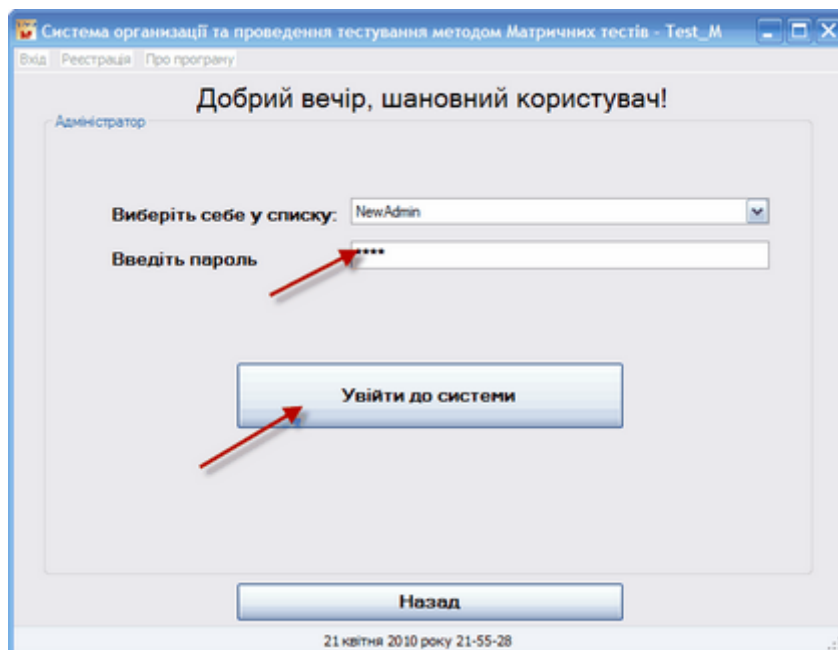 Система організації та проведення тестування методом Матричних тестів - Test_M
Вхід Реєстрація Про програму
Добрий вечір, шановний користувач!
Адміністратор
Виберіть себе у списку: NewAdmin
Введіть пароль ****
Увійти до системи
Назад
21 квітня 2010 року 21-55-28